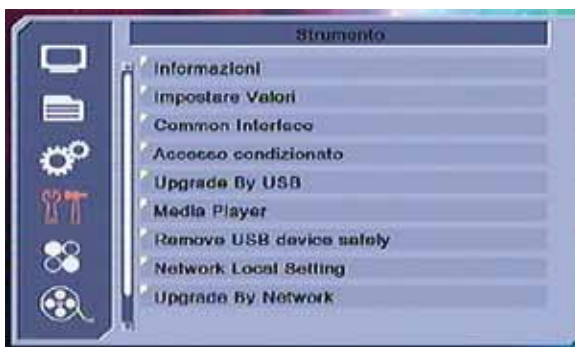 Strumento
Informazioni
Impostare Valori
Common Interface
Accesso condizionato
Upgrade By USB
Media Player
Remove USB device safely
Network Local Setting
Upgrade By Network